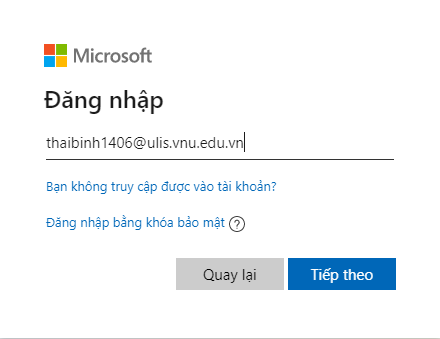 Microsoft
Đăng nhập
thaibinh1406@ulis.vnu.edu.vn
Bạn không truy cập được vào tài khoản?
Đăng nhập bằng khóa bảo mật ?
Quay lại Tiếp theo